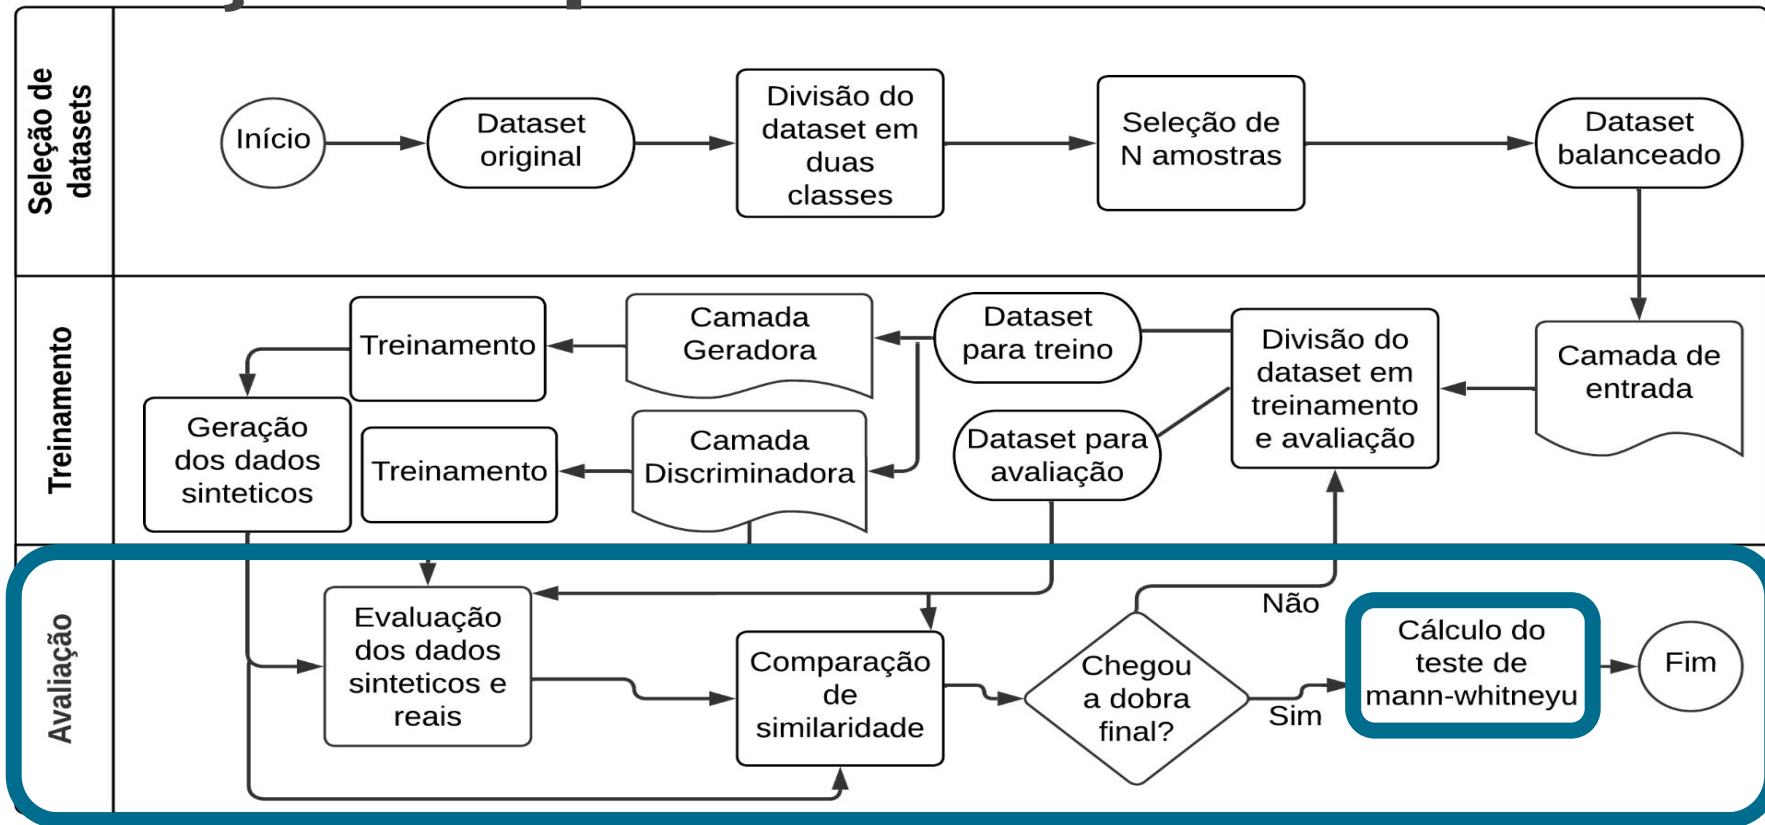 Seleção de
datasets
Início
Dataset
original
Divisão do
dataset em
duas
classes
Seleção de
N amostras
Dataset
balanceado
Treinamento
Treinamento
Camada
Geradora
Dataset
para treino
Divisão do
dataset em
treinamento
e avaliação
Camada de
entrada
Geração
dos dados
sinteticos
Treinamento
Camada
Discriminadora
Dataset para
avaliação
Avaliação
Evaluação
dos dados
sinteticos e
reais
Comparação
de
similaridade
Chegou
a dobra
final?
Não
Sim
Cálculo do
teste de
mann-whitneyu
Fim